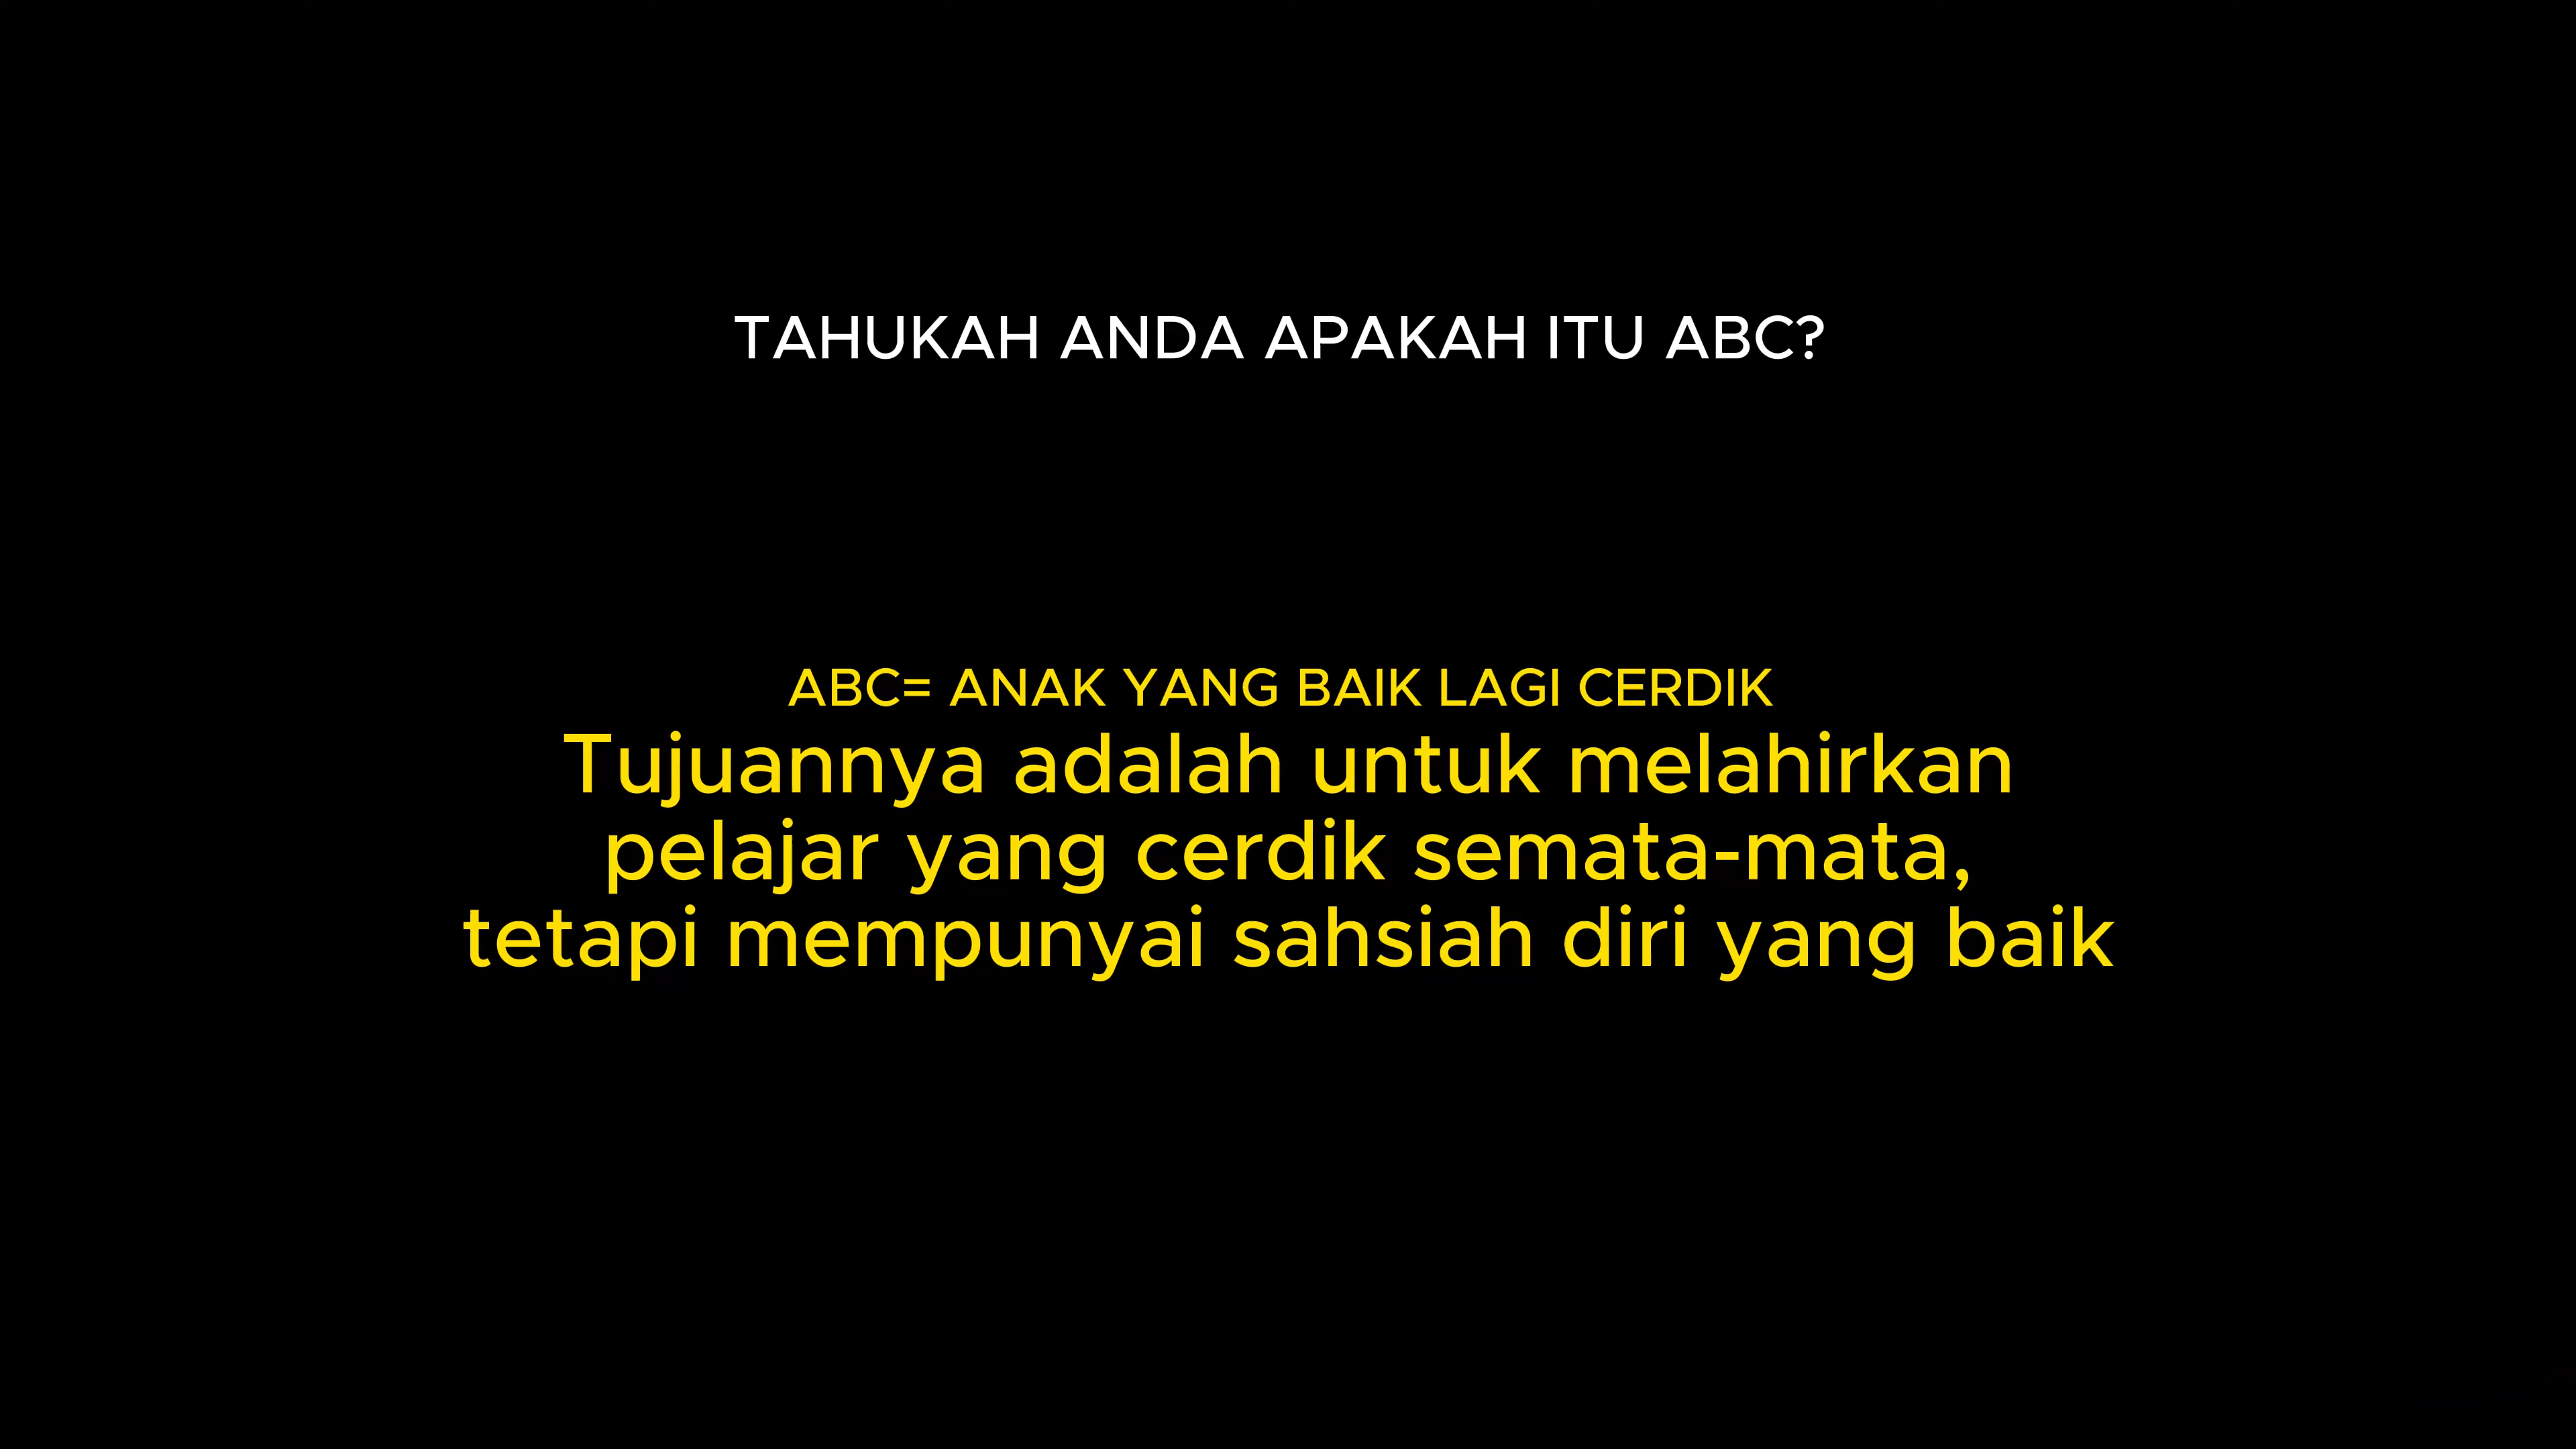 TAHUKAH ANDA APAKAH ITU ABC?
ABC= ANAK YANG BAIK LAGI CERDIK
Tujuannya adalah untuk melahirkan
pelajar yang cerdik semata-mata,
tetapi mempunyai sahsiah diri yang baik